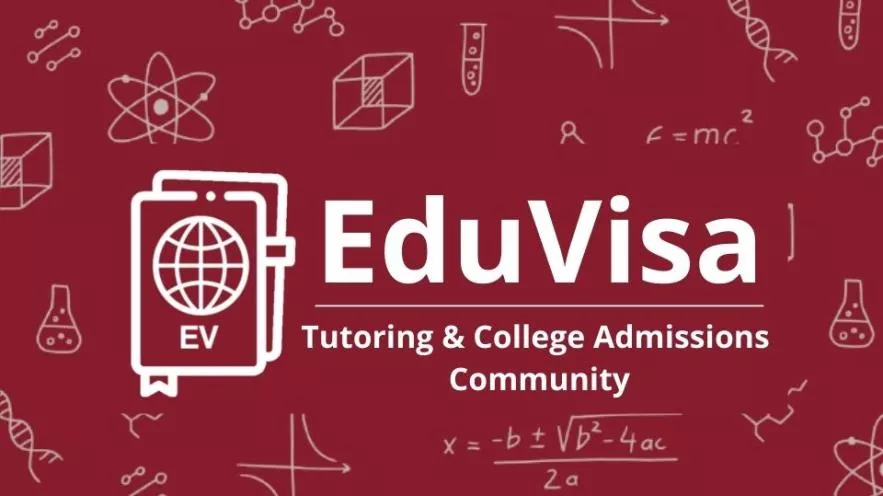 E=mc²
EduVisa
EV
Tutoring & College Admissions
Community
x = -b ± √b²-4ac
2a